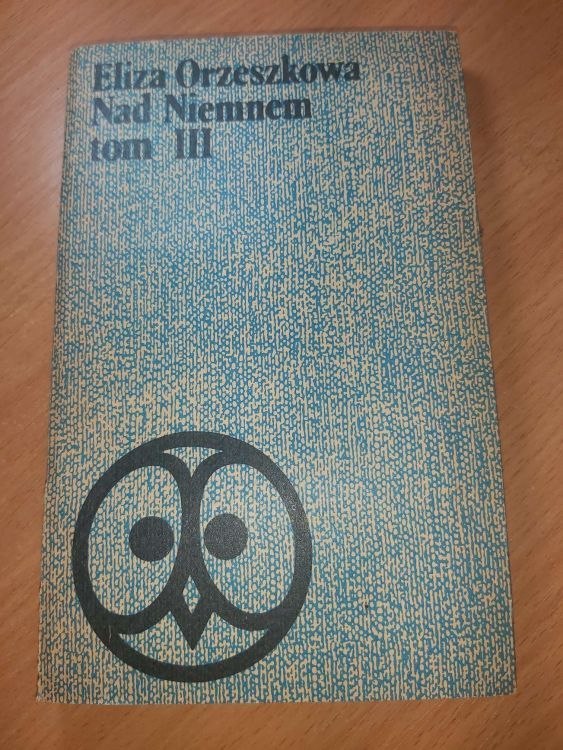 Eliza Orzeszkowa
Nad Niemnem
tom III